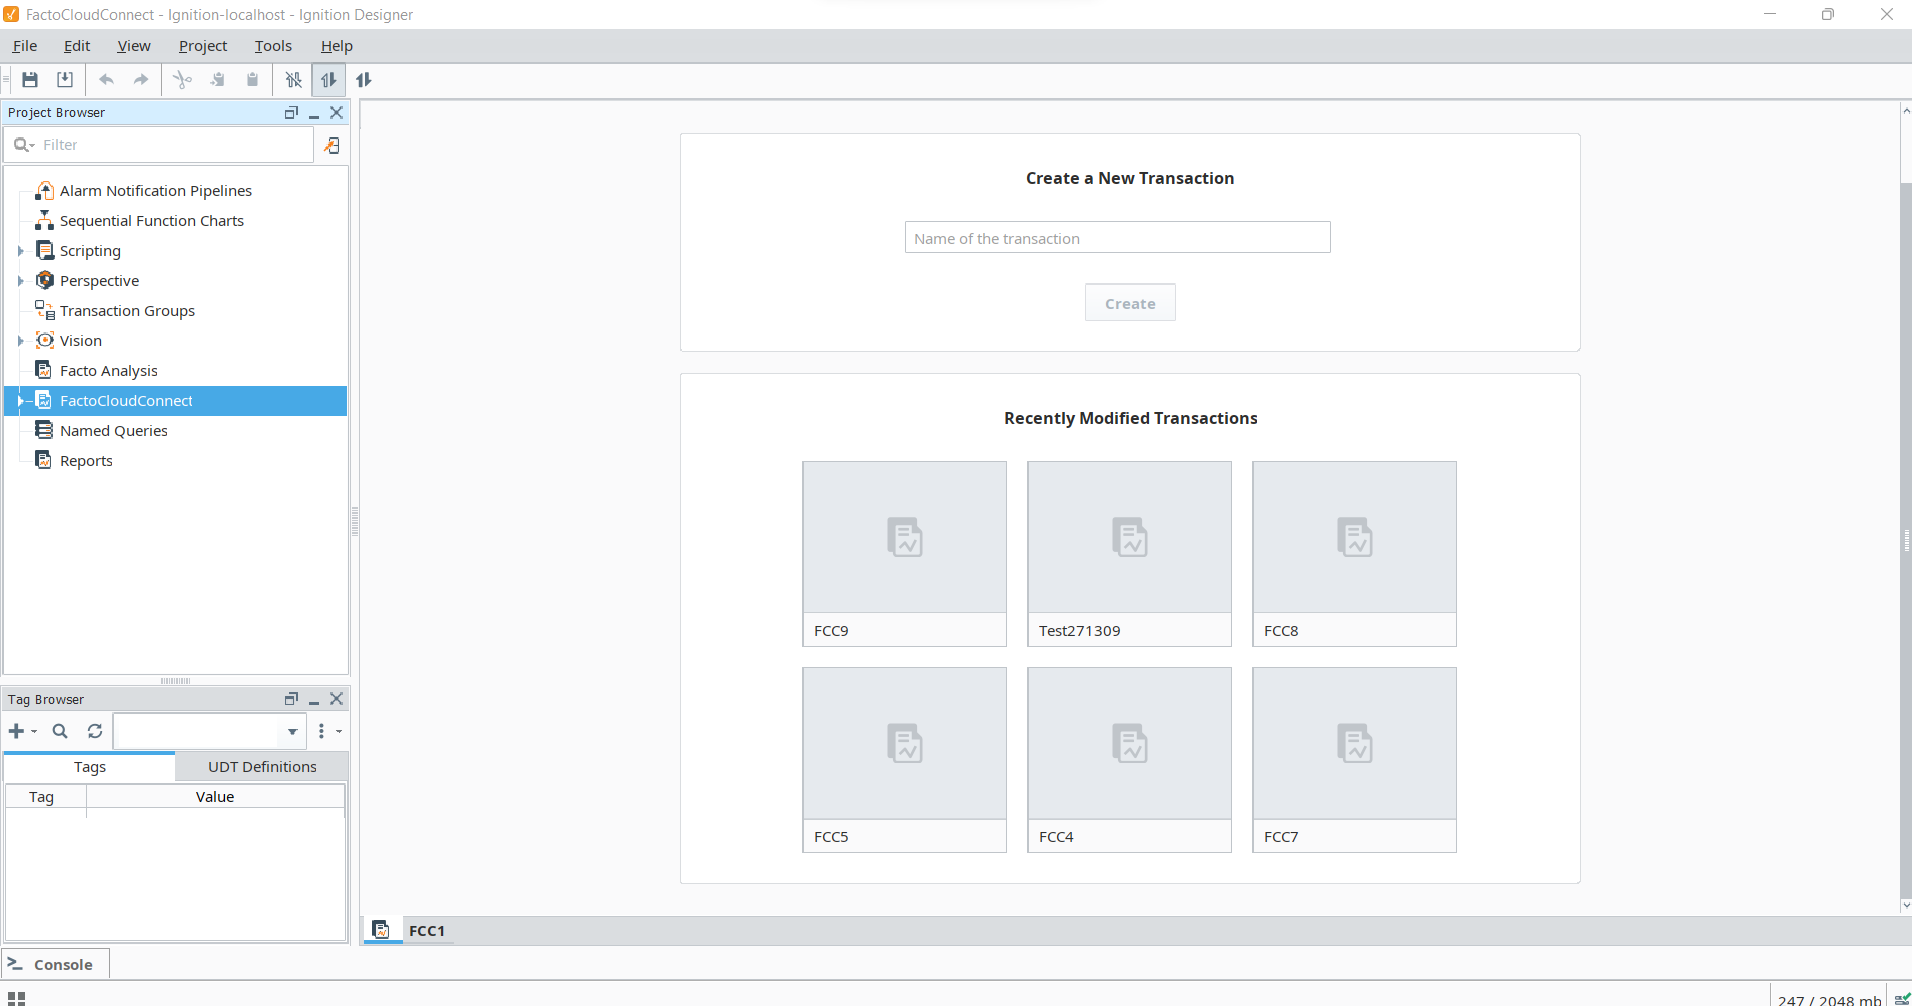 FactoCloudConnect - Ignition-localhost - Ignition Designer
File Edit View Project Tools Help
Project Browser
Filter
Alarm Notification Pipelines
Sequential Function Charts
Scripting
Perspective
Transaction Groups
Vision
Facto Analysis
FactoCloudConnect
Named Queries
Reports
Tag Browser
Tags UDT Definitions
Tag Value
Create a New Transaction
Name of the transaction
Create
Recently Modified Transactions
FCC9 Test271309 FCC8
FCC5 FCC4 FCC7
FCC1
Console
247 / 2048 mb